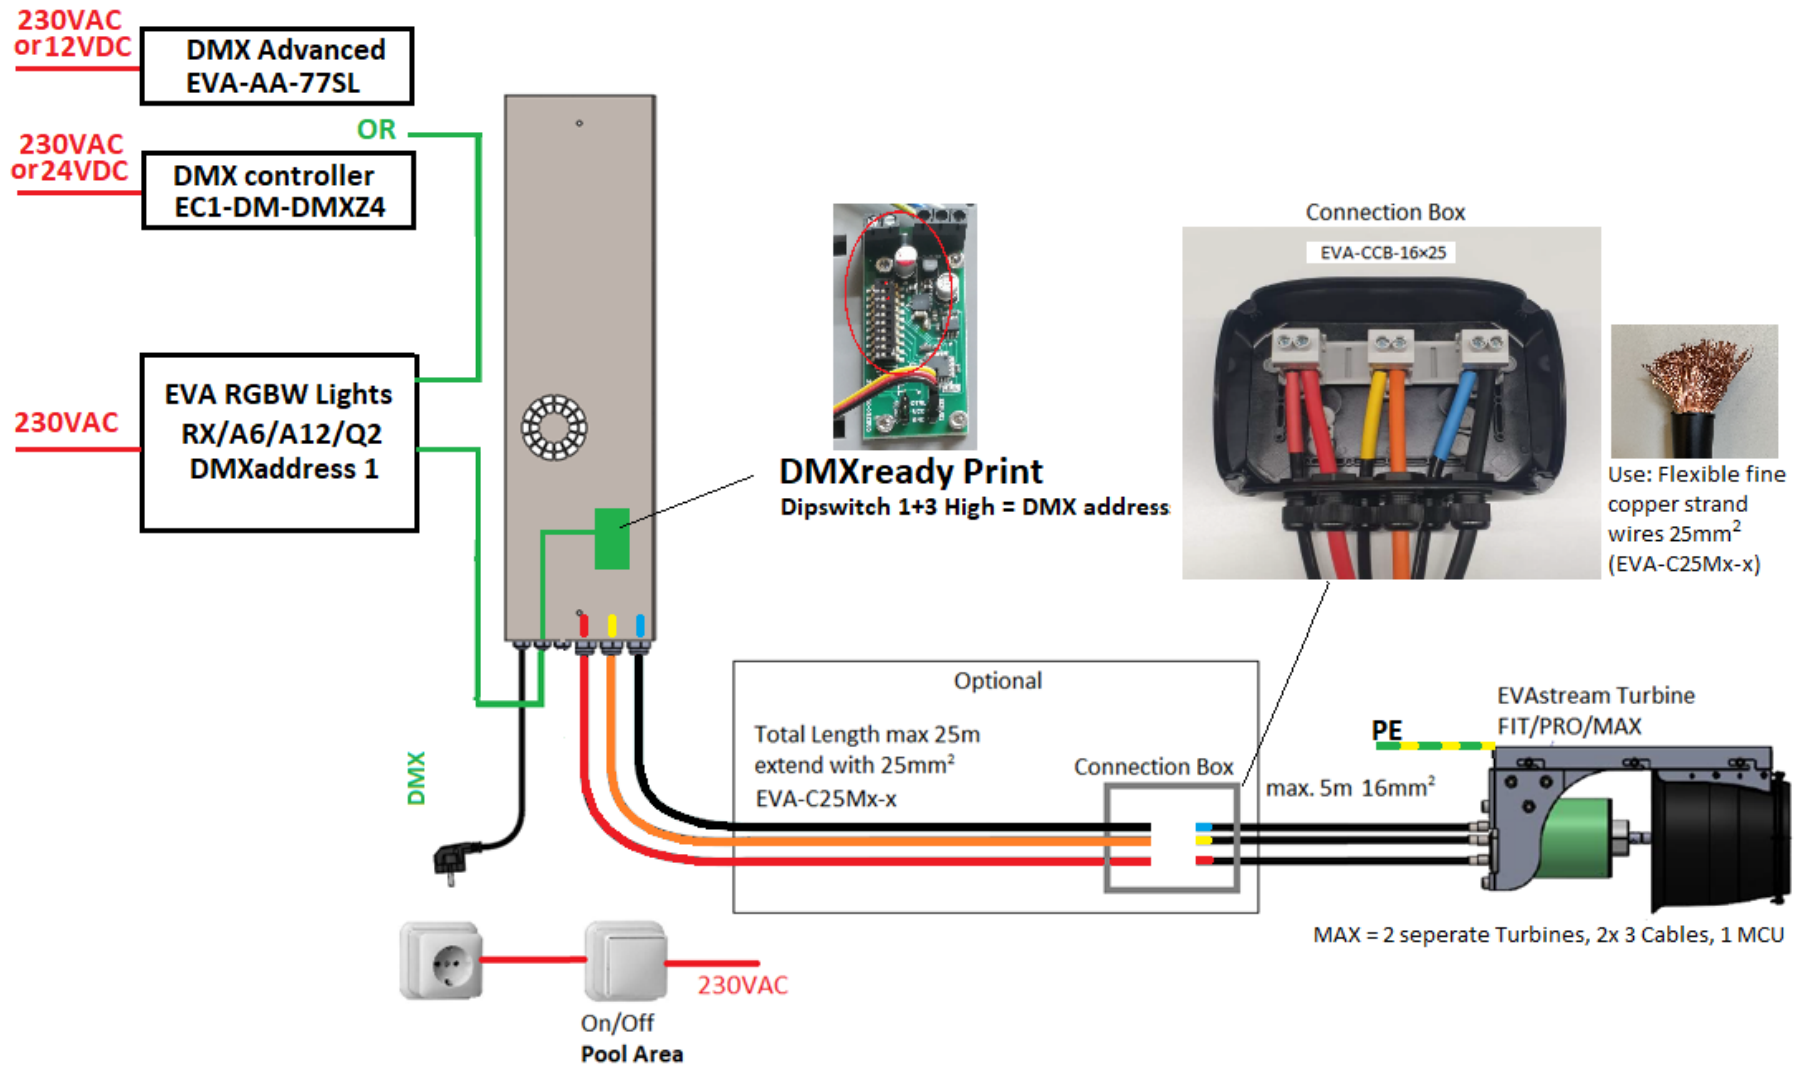 230VAC
or12VDC
DMX Advanced
EVA-AA-77SL
OR
230VAC
or24VDC
DMX controller
EC1-DM-DMXZ4
230VAC
EVA RGBW Lights
RX/A6/A12/Q2
DMXaddress 1
DMXready Print
Dipswitch 1+3 High = DMX address
Connection Box
EVA-CCB-16×25
Use: Flexible fine
copper strand
wires 25mm²
(EVA-C25Mx-x)
Optional
Total Length max 25m
extend with 25mm²
EVA-C25Mx-x
Connection Box
max. 5m 16mm²
PE
EVAstream Turbine
FIT/PRO/MAX
MAX = 2 seperate Turbines, 2x 3 Cables, 1 MCU
DMX
230VAC
On/Off
Pool Area